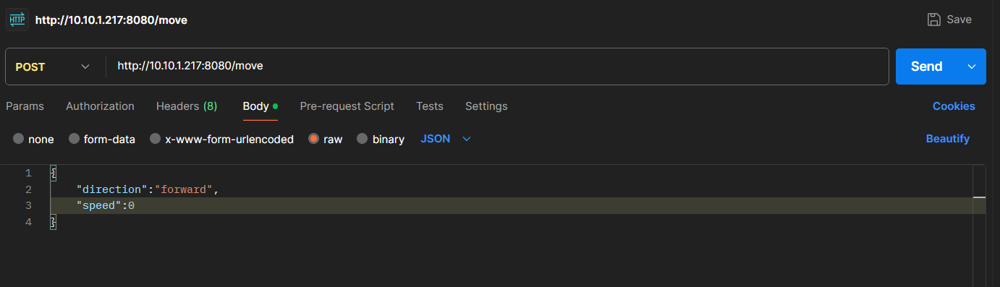 HTTP http://10.10.1.217:8080/move Save
POST http://10.10.1.217:8080/move Send
Params Authorization Headers (8) Body Pre-request Script Tests Settings Cookies
none form-data x-www-form-urlencoded raw binary JSON Beautify
1 {
2 "direction":"forward",
3 "speed":0
4 }